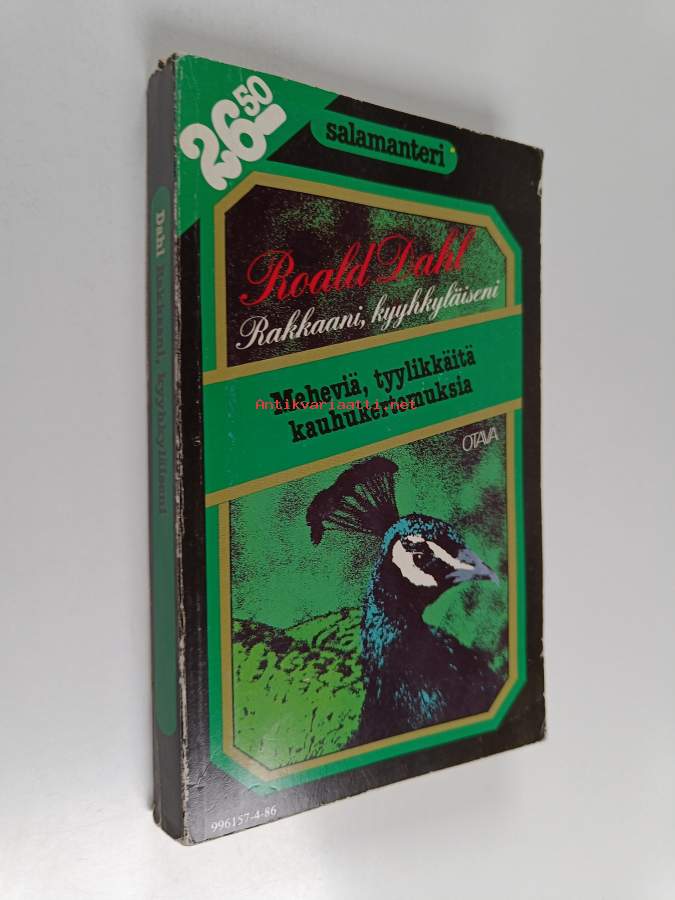 26 50
salamanteri
Roald Dahl
Rakkaani, kyyhkyläiseni
Meheviä, tyylikkäitä
kauhukertomuksia
Antikvariaatti.net
OTAVA
996157-4-86
Dahl Rakkaani, kyyhkyläiseni